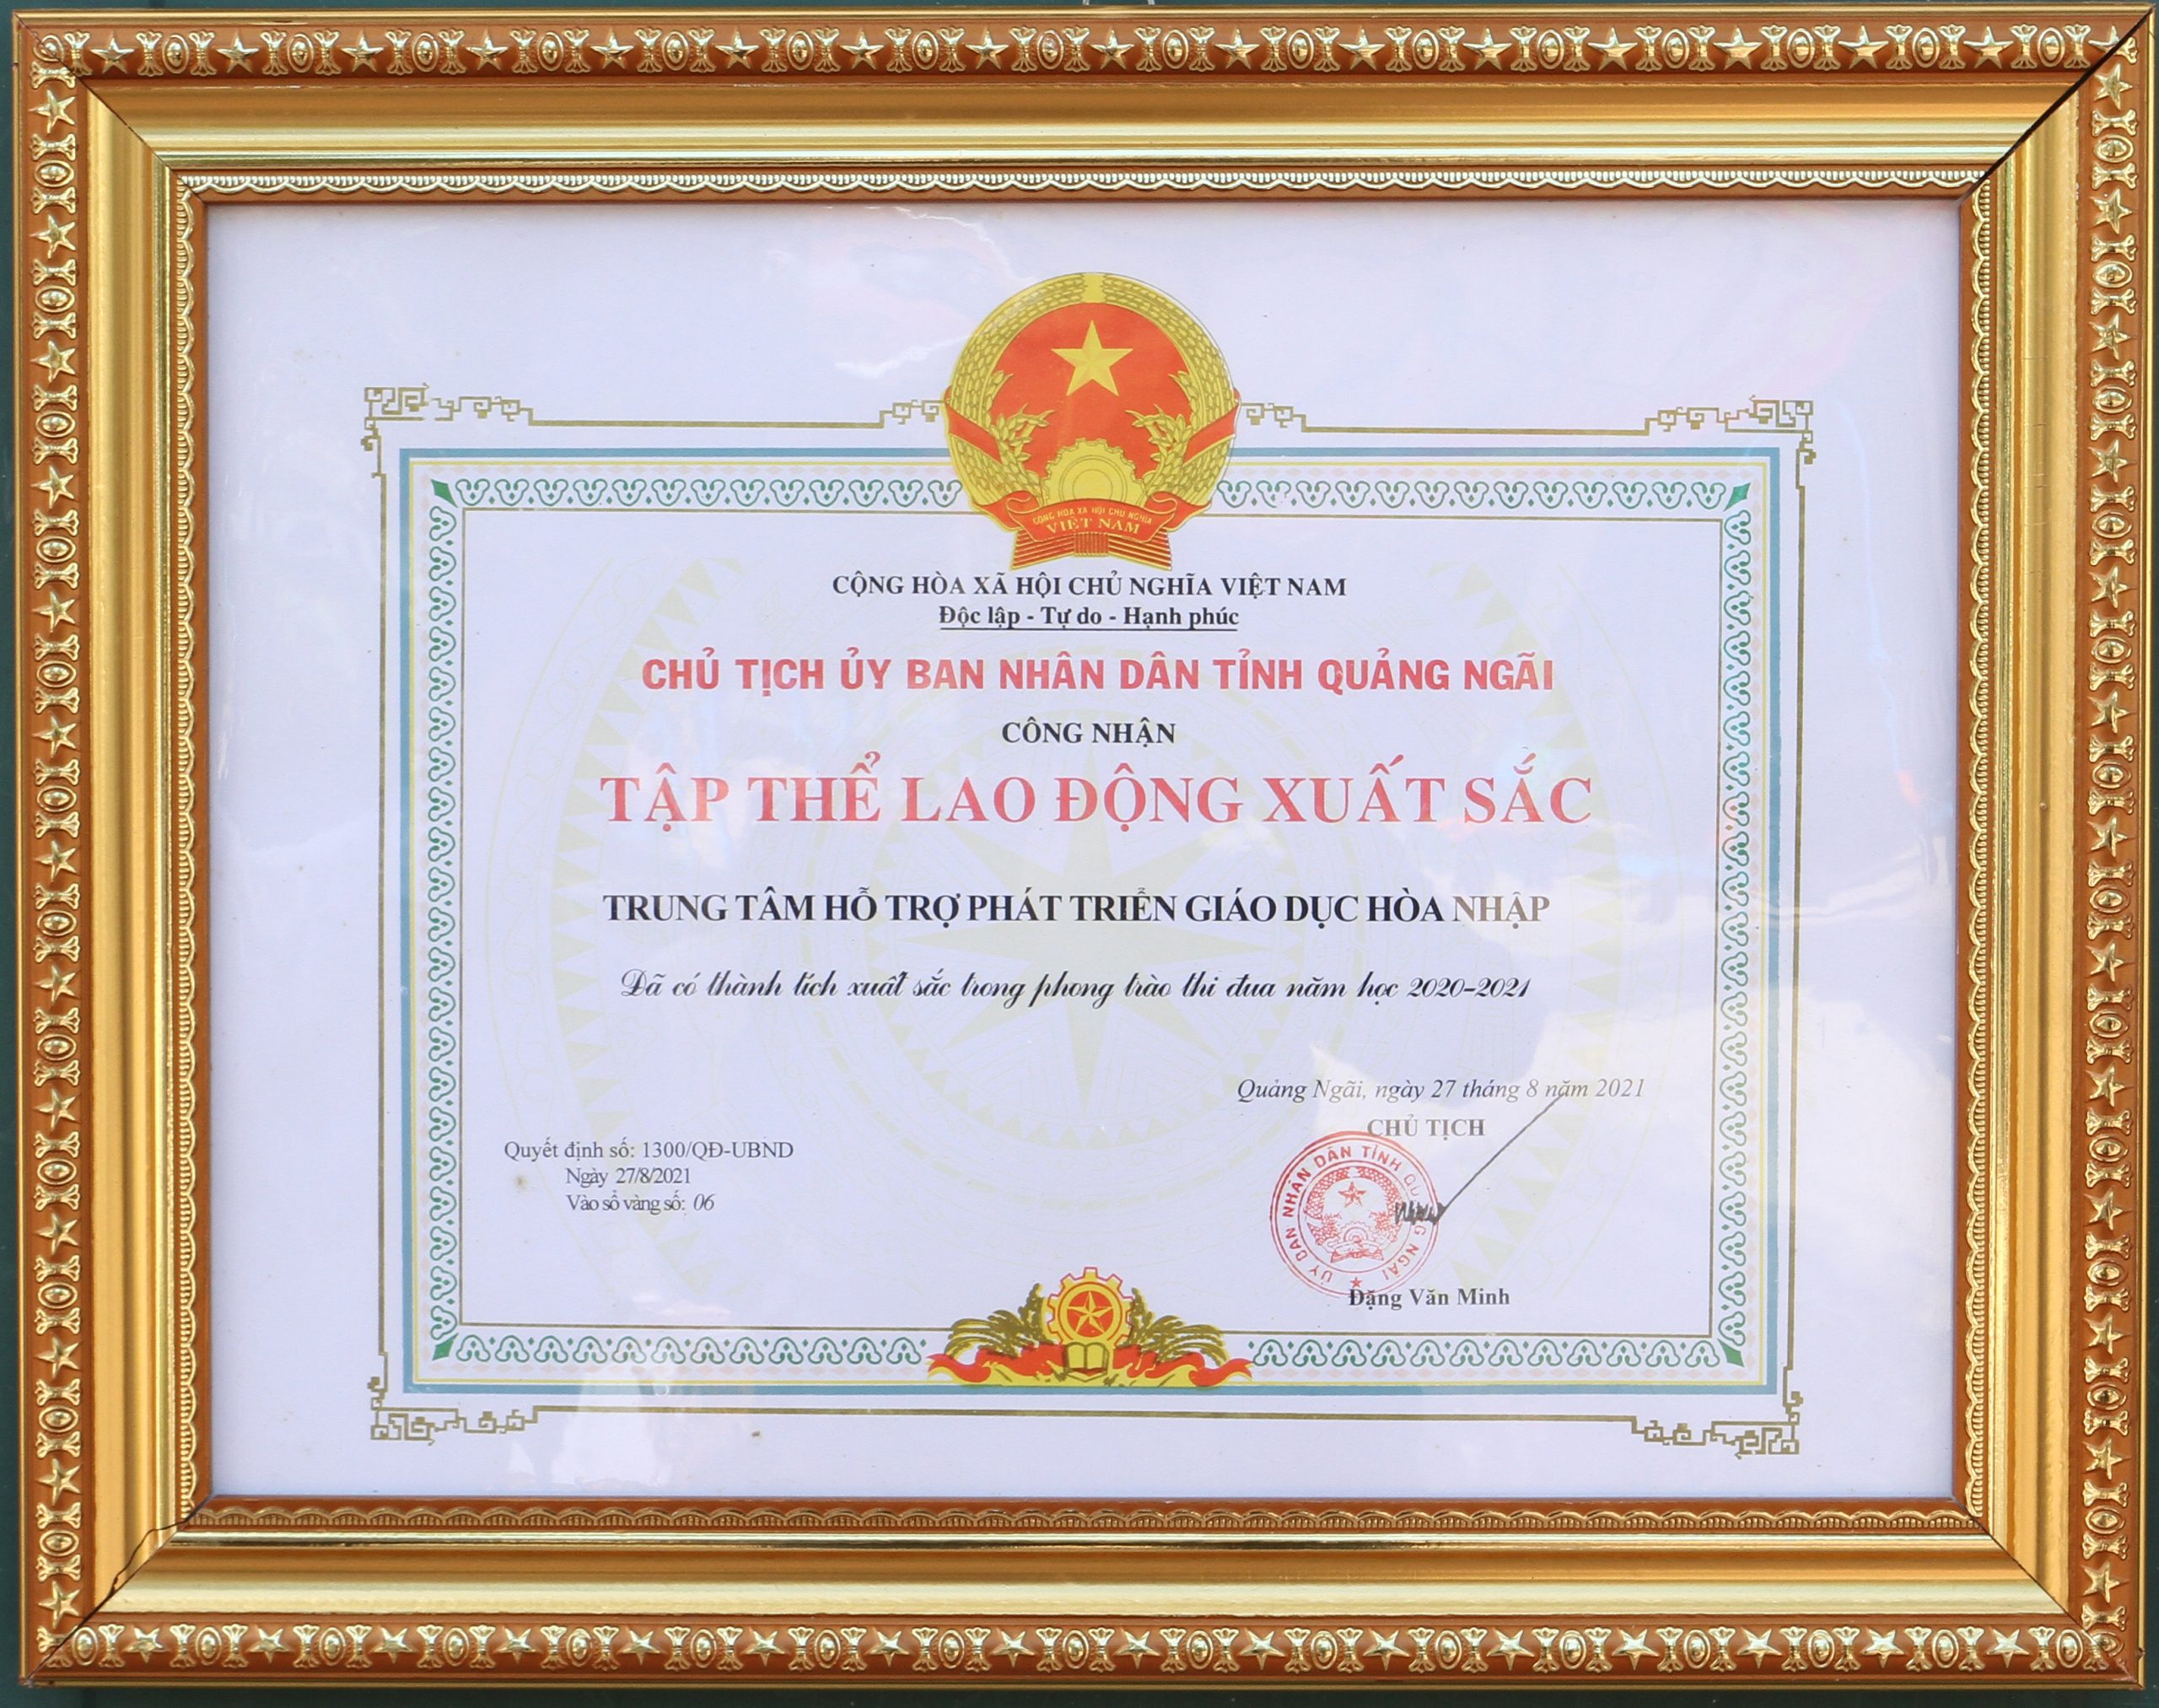 CỘNG HÒA XÃ HỘI CHỦ NGHĨA
VIỆT NAM
CỘNG HÒA XÃ HỘI CHỦ NGHĨA VIỆT NAM
Độc lập - Tự do - Hạnh phúc
CHỦ TỊCH ỦY BAN NHÂN DÂN TỈNH QUẢNG NGÃI
CÔNG NHẬN
TẬP THỂ LAO ĐỘNG XUẤT SẮC
TRUNG TÂM HỖ TRỢ PHÁT TRIỂN GIÁO DỤC HÒA NHẬP
Đã có thành tích xuất sắc trong phong trào thi đua năm học 2020-2021
Quảng Ngãi, ngày 27 tháng 8 năm 2021
CHỦ TỊCH
Quyết định số: 1300/QĐ-UBND
Ngày 27/8/2021
Vào sổ vàng số: 06
ỦY BAN NHÂN DÂN TỈNH QUẢNG NGÃI
Đặng Văn Minh